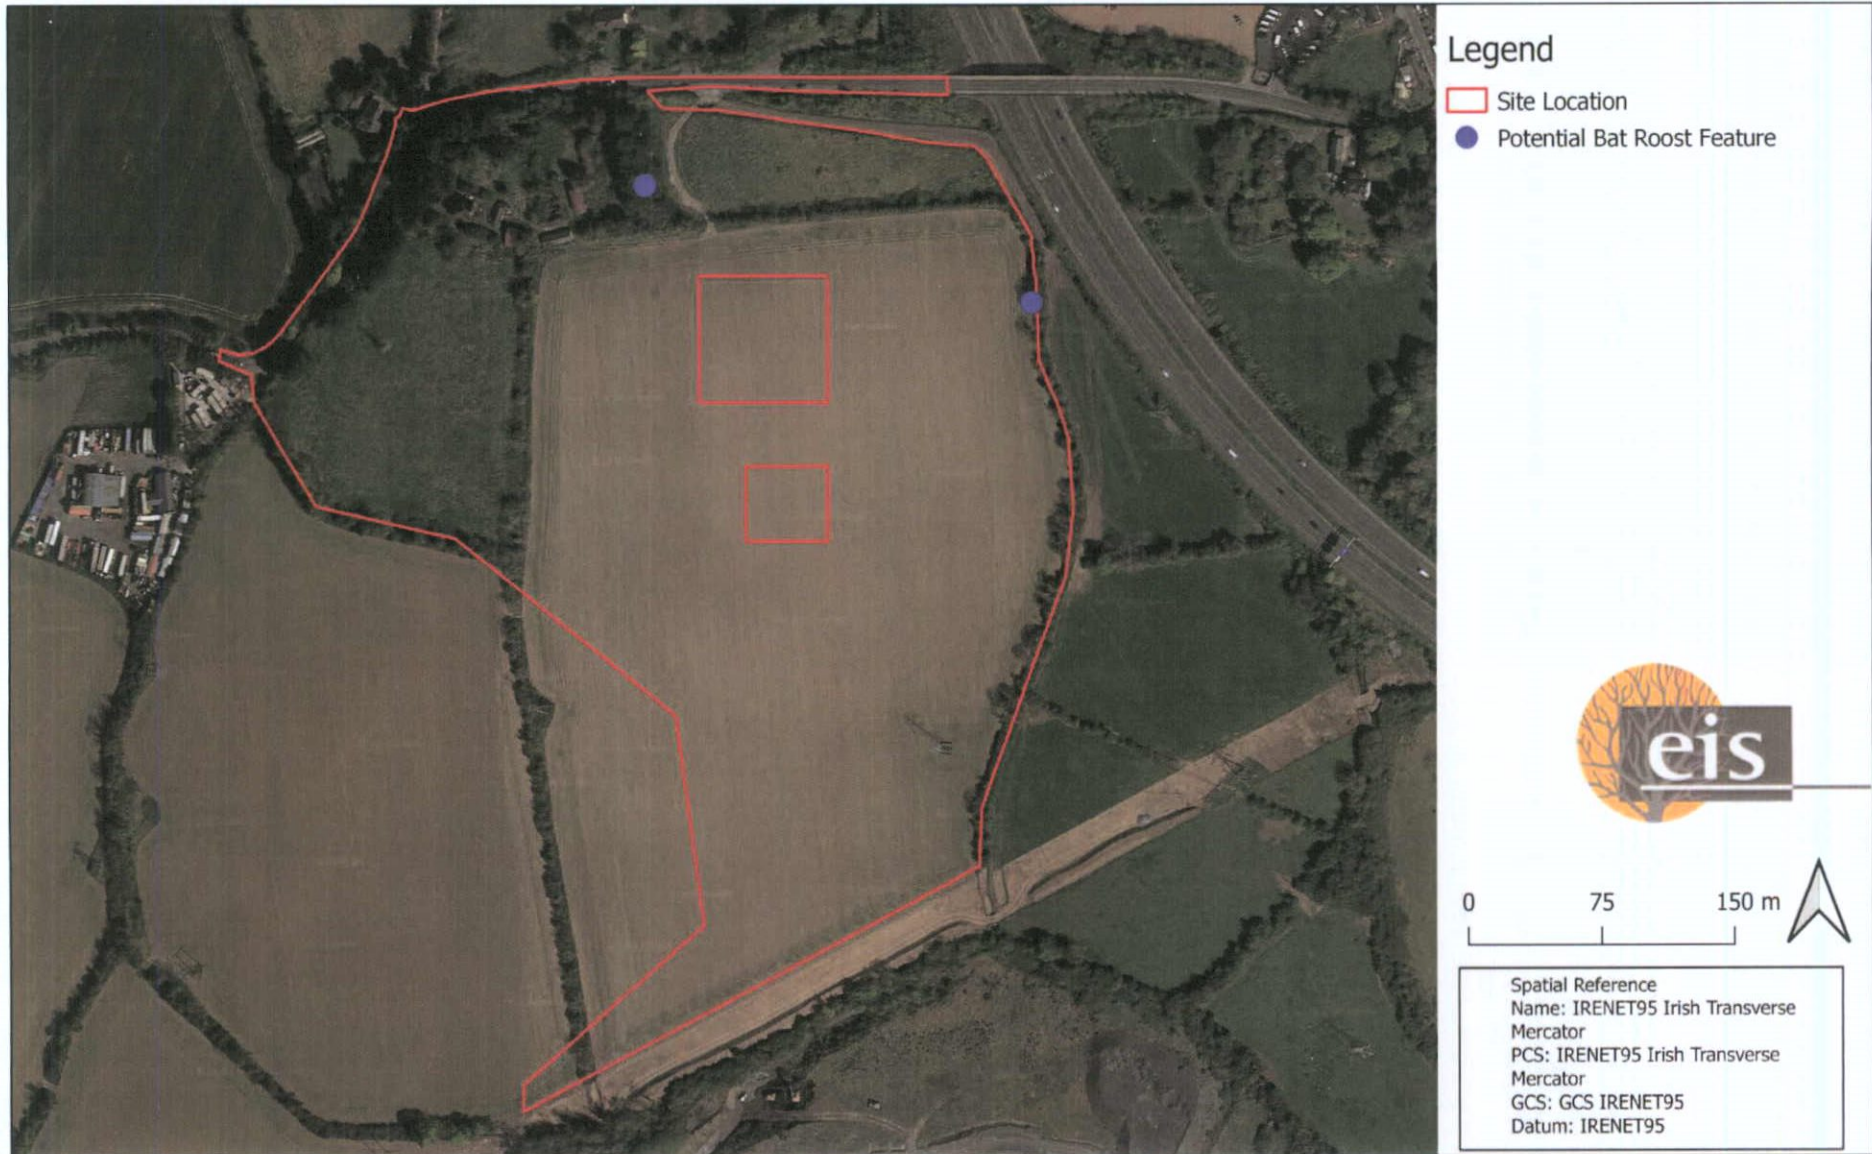 Legend
Site Location
Potential Bat Roost Feature
eis
0 75 150 m
Spatial Reference
Name: IRENET95 Irish Transverse
Mercator
PCS: IRENET95 Irish Transverse
Mercator
GCS: GCS IRENET95
Datum: IRENET95